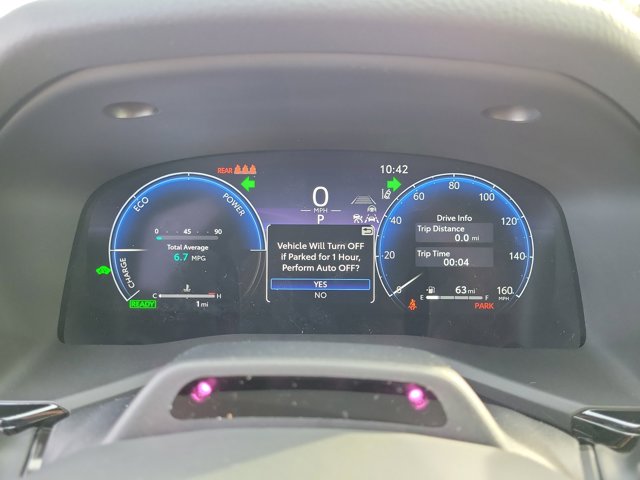 REAR
10:42
ECO
POWER
CHARGE
0 45 90
Total Average
6.7 MPG
C H
READY
1 mi
0
MPH
P
Vehicle Will Turn OFF
if Parked for 1 Hour,
Perform Auto OFF?
YES
NO
0 20 40 60 80 100 120 140 160
MPH
Drive Info
Trip Distance
0.0 mi
Trip Time
00:04
63 mi
E F
PARK